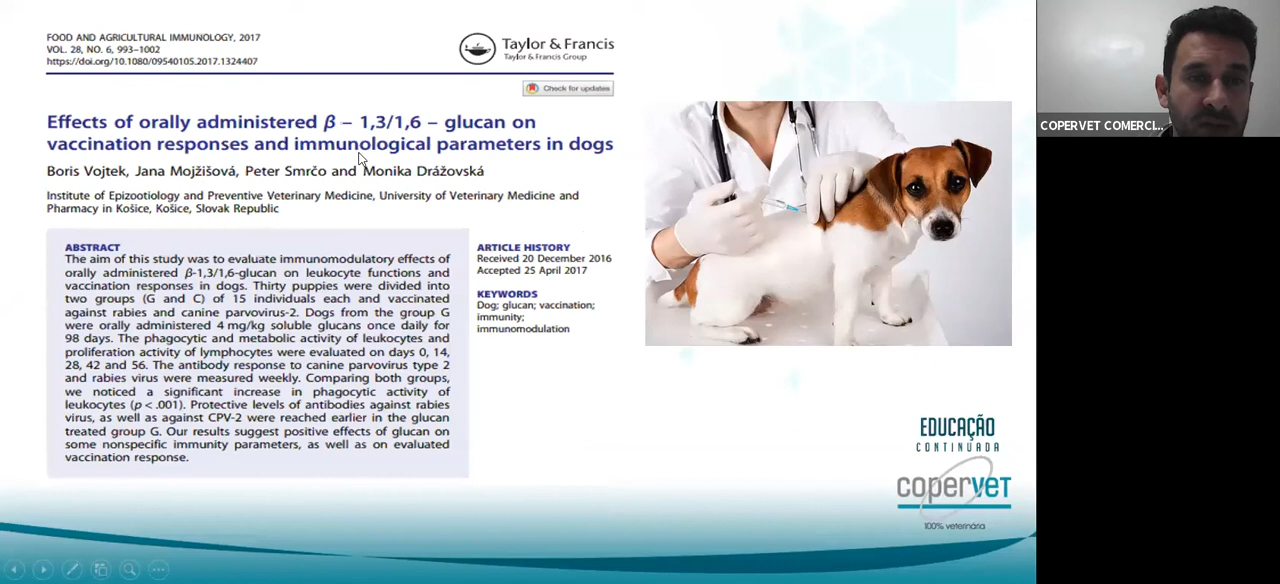 FOOD AND AGRICULTURAL IMMUNOLOGY, 2017
VOL. 28, NO. 6, 993–1002
https://doi.org/10.1080/09540105.2017.1324407
Taylor & Francis
Taylor & Francis Group
Check for updates
Effects of orally administered β – 1,3/1,6 – glucan on
vaccination responses and immunological parameters in dogs
Boris Vojtek, Jana Mojžišová, Peter Smrčo and Monika Drážovská
Institute of Epizootiology and Preventive Veterinary Medicine, University of Veterinary Medicine and
Pharmacy in Košice, Košice, Slovak Republic
ABSTRACT
The aim of this study was to evaluate immunomodulatory effects of
orally administered β-1,3/1,6-glucan on leukocyte functions and
vaccination responses in dogs. Thirty puppies were divided into
two groups (G and C) of 15 individuals each and vaccinated
against rabies and canine parvovirus-2. Dogs from the group G
were orally administered 4 mg/kg soluble glucans once daily for
98 days. The phagocytic and metabolic activity of leukocytes and
proliferation activity of lymphocytes were evaluated on days 0, 14,
28, 42 and 56. The antibody response to canine parvovirus type 2
and rabies virus were measured weekly. Comparing both groups,
we noticed a significant increase in phagocytic activity of
leukocytes (p < .001). Protective levels of antibodies against rabies
virus, as well as against CPV-2 were reached earlier in the glucan
treated group G. Our results suggest positive effects of glucan on
some nonspecific immunity parameters, as well as on evaluated
vaccination response.
ARTICLE HISTORY
Received 20 December 2016
Accepted 25 April 2017
KEYWORDS
Dog; glucan; vaccination;
immunity;
immunomodulation
EDUCAÇÃO
CONTINUADA
copervet
100% veterinária
COPERVET COMERCI...